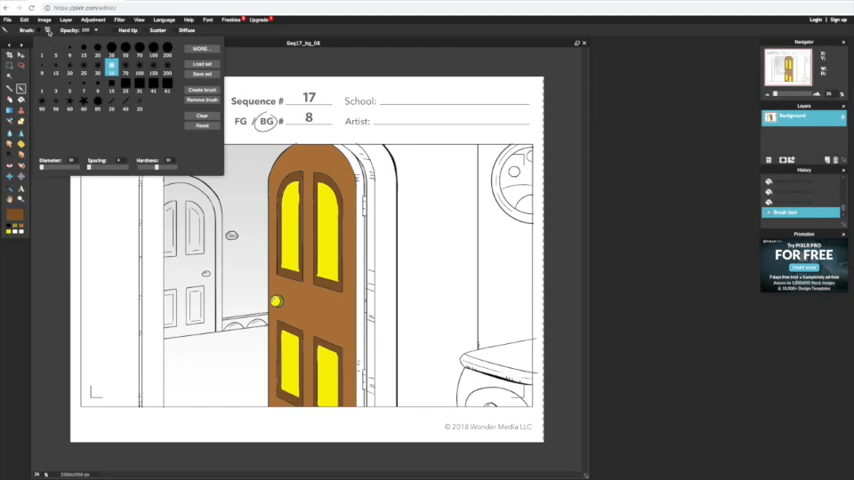 https://pixlr.com/editor/
File Edit Image Layer Adjustment Filter View Language Help Font Freebies Upgrade Login | Sign up
Brush: Opacity: 100 Hard tip Scatter Diffuse
Seq17_bg_08
MORE...
Load set
Save set
Create brush
Remove brush
Clear
Reset
Diameter: Spacing: 4 Hardness:
Sequence # 17 School:
FG / BG # 8 Artist:
© 2018 Wonder Media LLC
Navigator
X:
Y:
W:
H:
Layers
Background
History
Brush tool
Promotion
Try PIXLR PRO
FOR FREE
START NOW